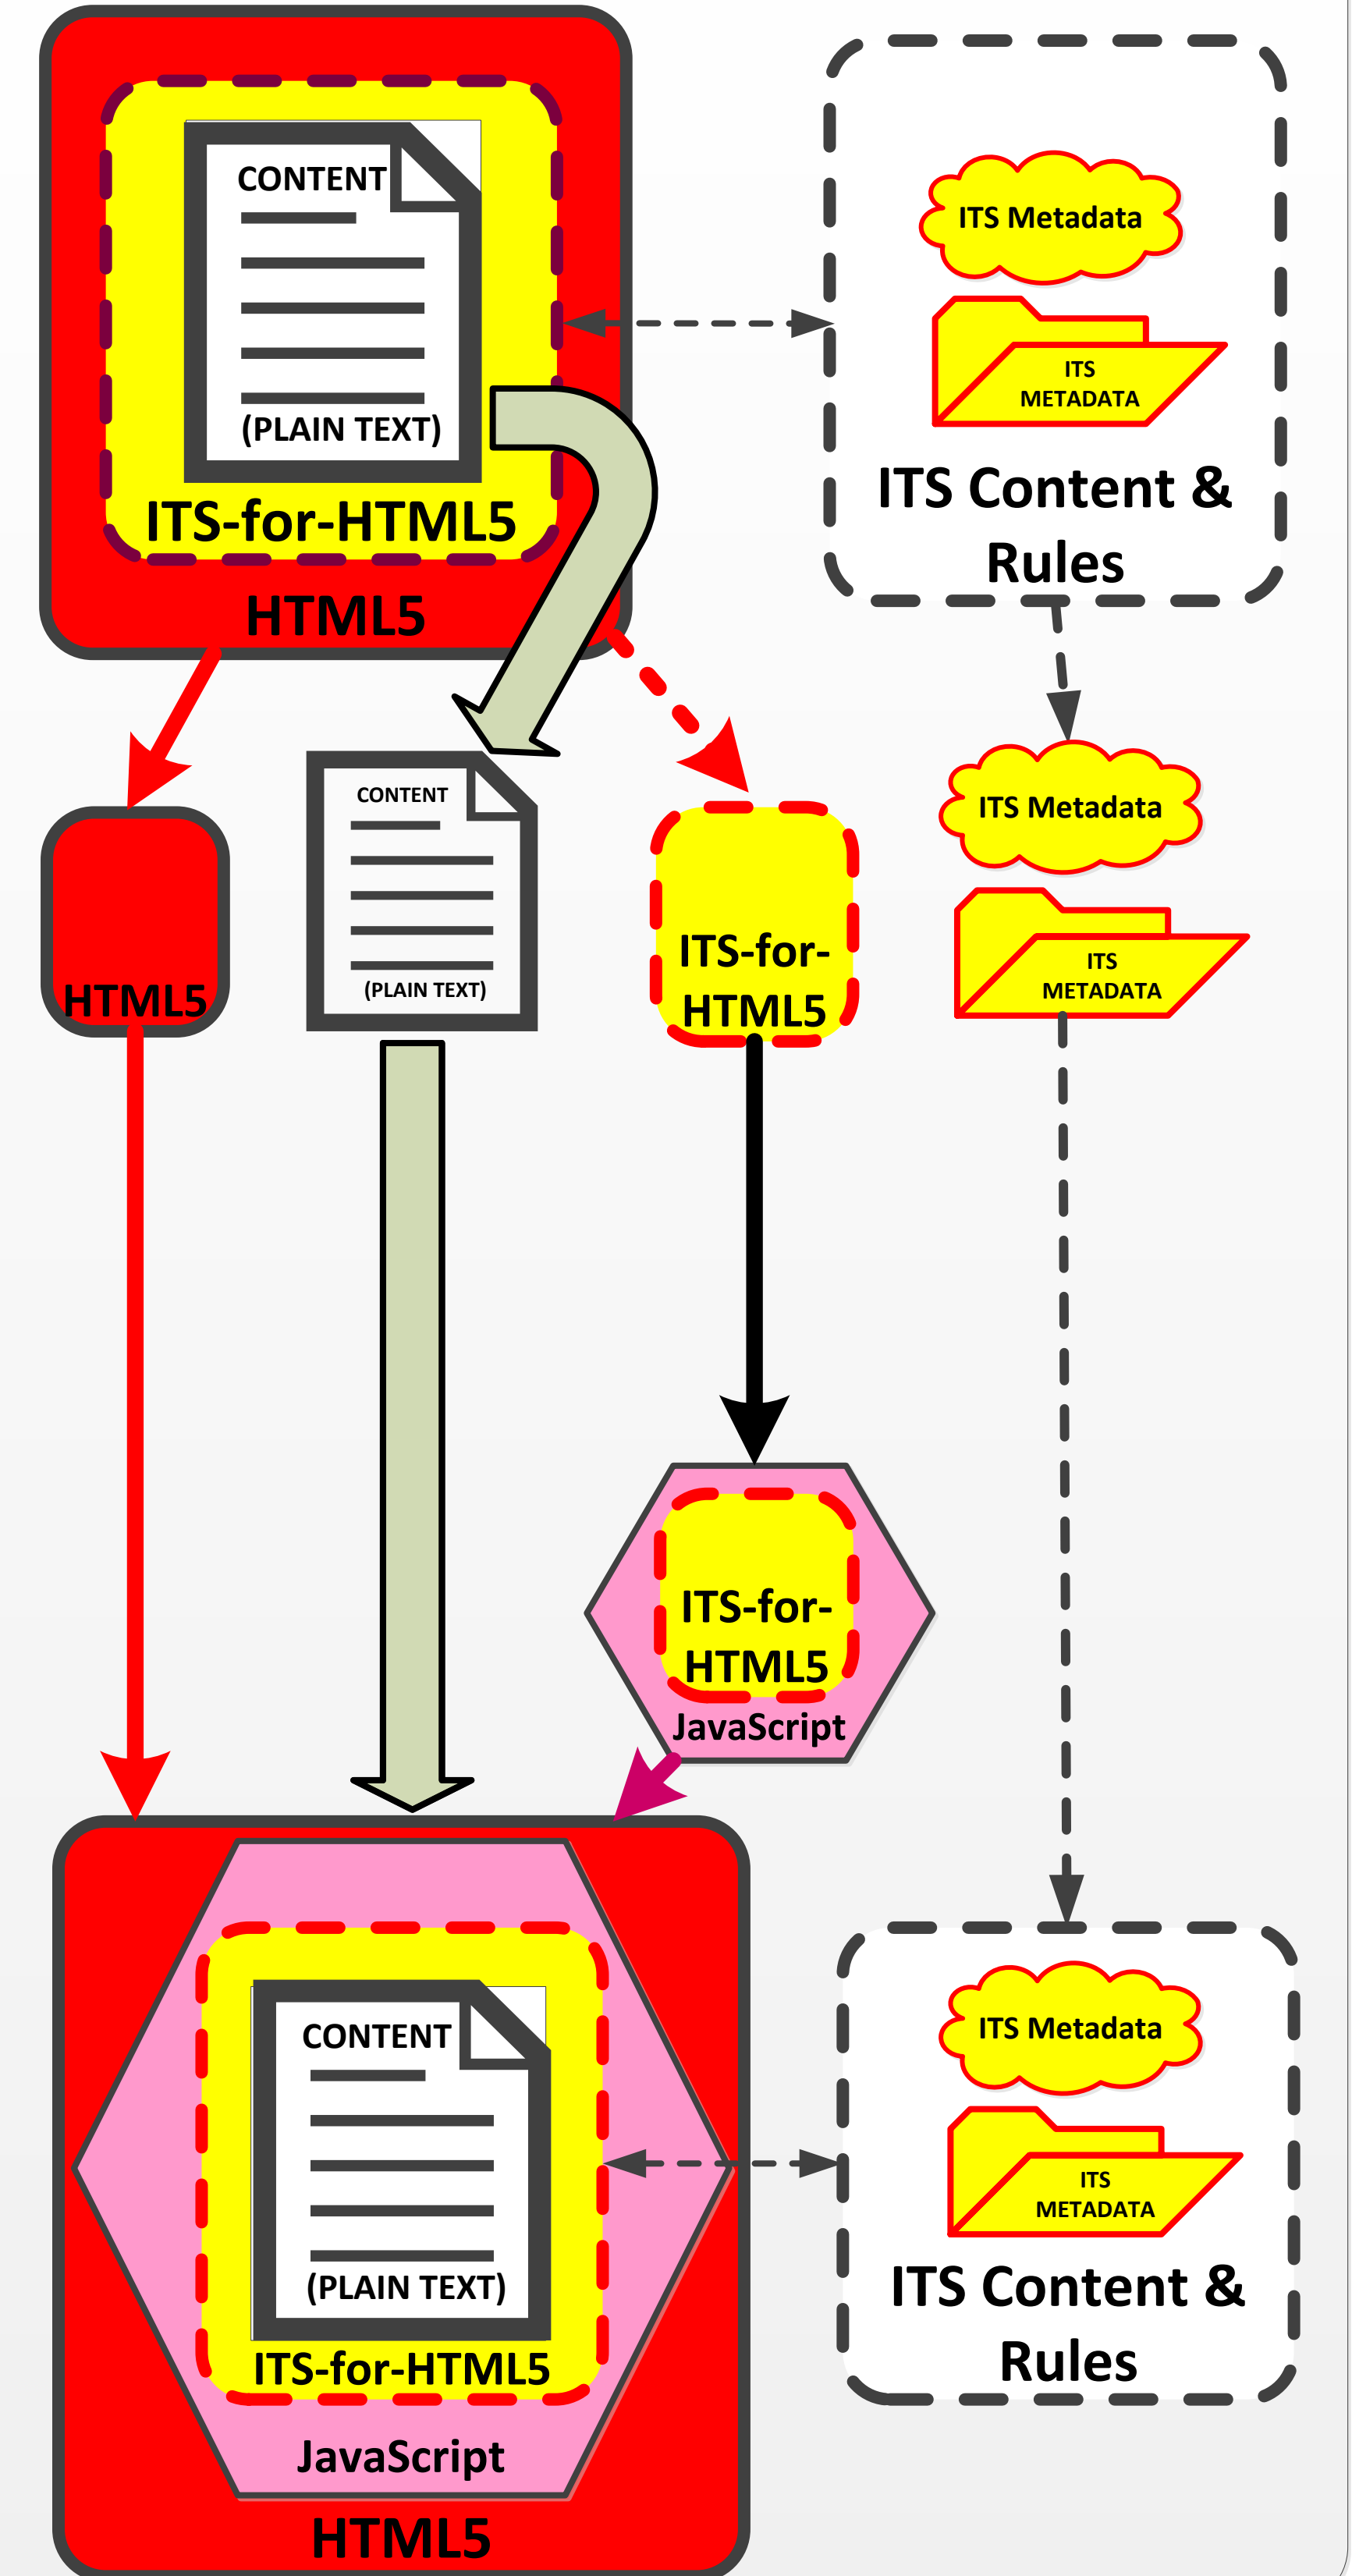 CONTENT
(PLAIN TEXT)
ITS-for-HTML5
HTML5
ITS Metadata
ITS
METADATA
ITS Content &
Rules
HTML5
CONTENT
(PLAIN TEXT)
ITS-for-
HTML5
ITS Metadata
ITS
METADATA
ITS-for-
HTML5
JavaScript
CONTENT
(PLAIN TEXT)
ITS-for-HTML5
JavaScript
HTML5
ITS Metadata
ITS
METADATA
ITS Content &
Rules